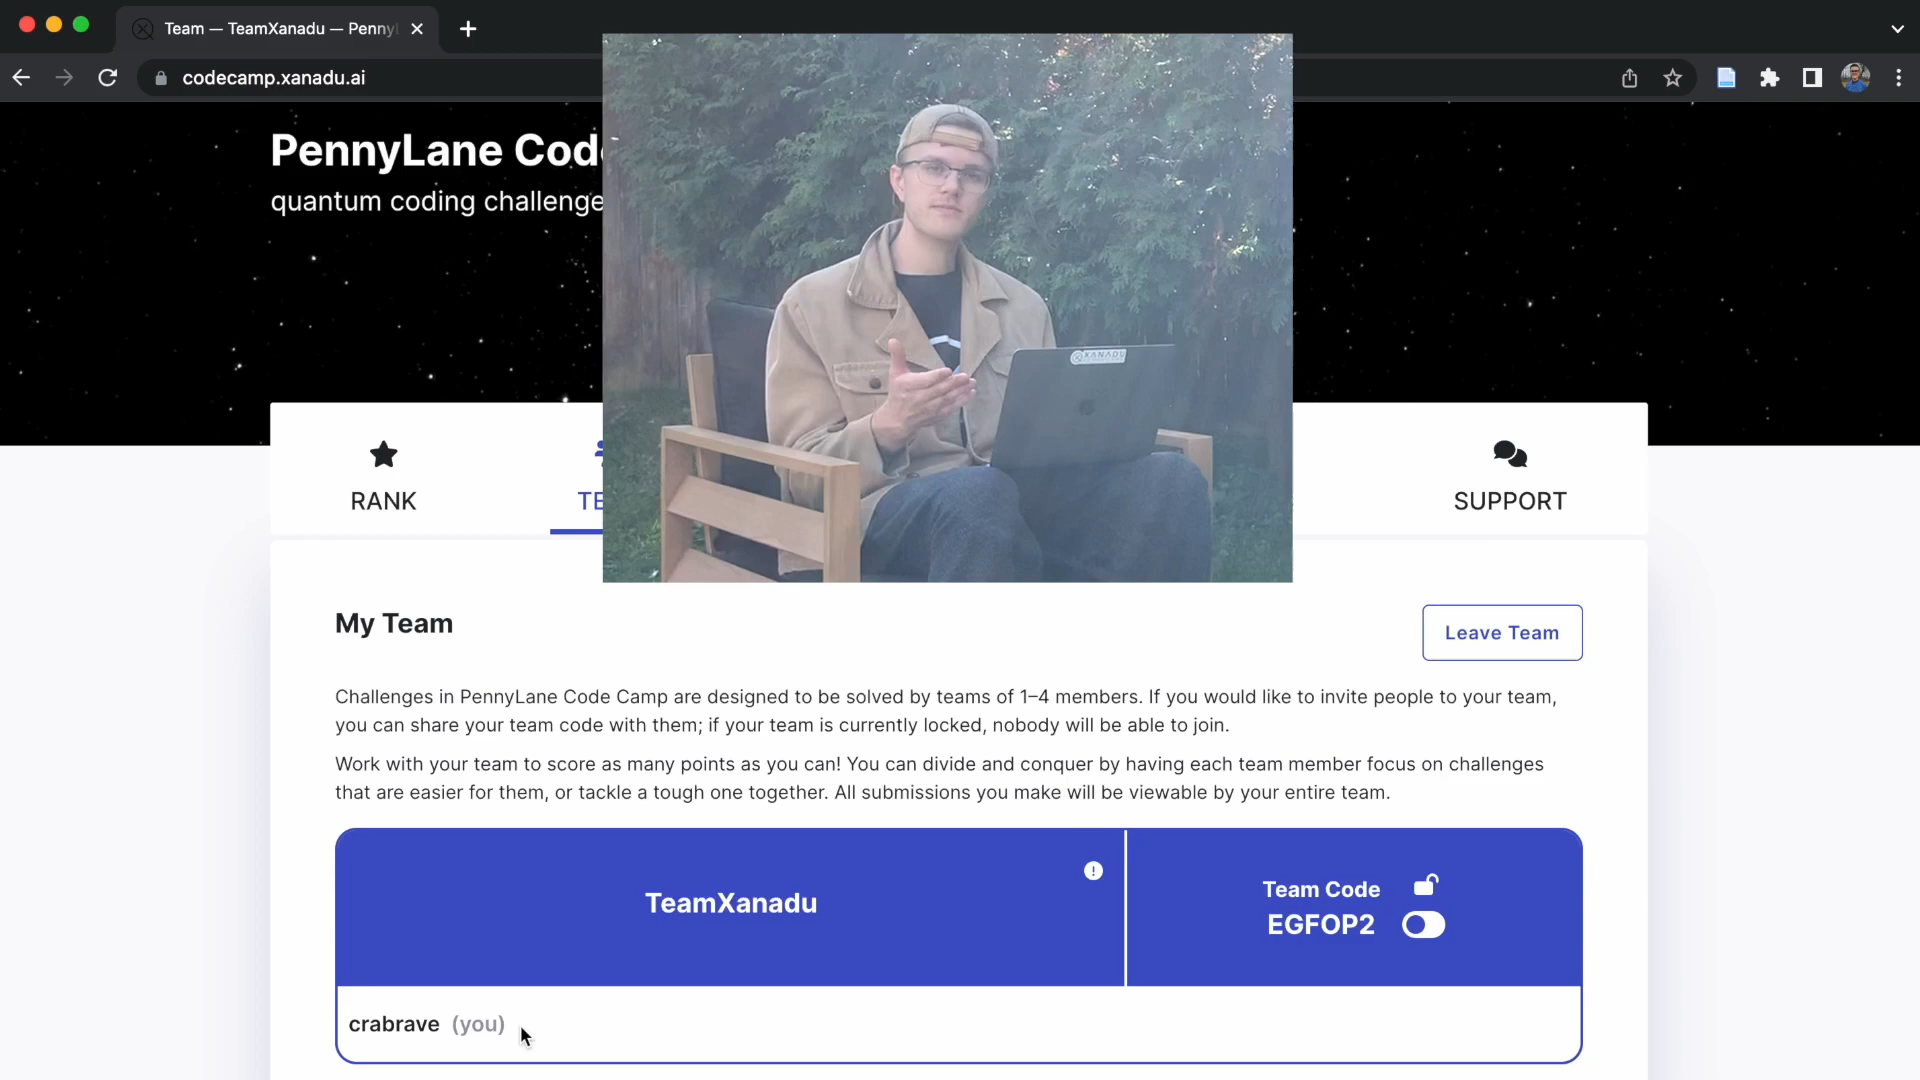 Team — TeamXanadu — Penny
codecamp.xanadu.ai
PennyLane Cod
quantum coding challenge
XANADU
RANK
TE
SUPPORT
My Team
Leave Team
Challenges in PennyLane Code Camp are designed to be solved by teams of 1–4 members. If you would like to invite people to your team,
you can share your team code with them; if your team is currently locked, nobody will be able to join.
Work with your team to score as many points as you can! You can divide and conquer by having each team member focus on challenges
that are easier for them, or tackle a tough one together. All submissions you make will be viewable by your entire team.
TeamXanadu
Team Code
EGFOP2
crabrave (you)